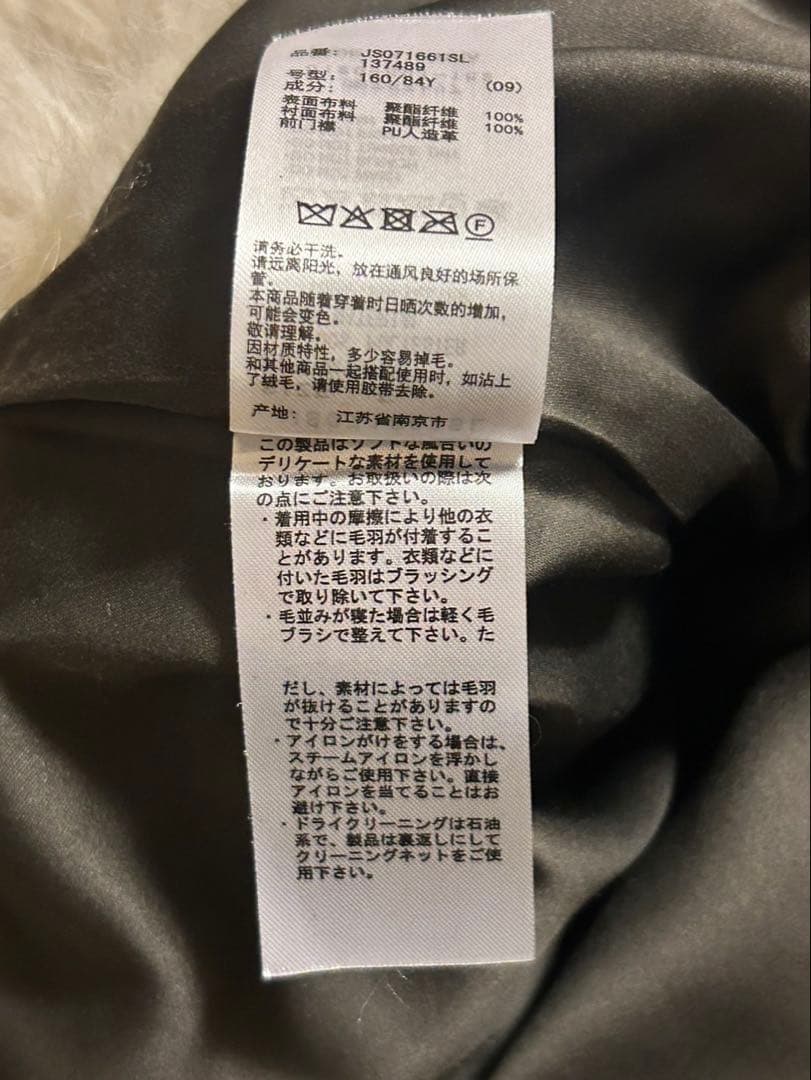 品番: JS071661SL
137489
号型: 160/84Y (09)
成分:
表面布料 聚酯纤维 100%
衬面布料 聚酯纤维 100%
前门襟 PU人造革
F
请务必干洗。
请远离阳光，放在通风良好的场所保
管。
本商品随着穿着时日晒次数的增加，
可能会变色。
敬请理解。
因材质特性，多少容易掉毛。
和其他商品一起搭配使用时，如沾上
了绒毛，请使用胶带去除。
产地: 江苏省南京市
この製品はソフトな風合いの
デリケートな素材を使用して
おります。お取扱いの際は次
の点にご注意下さい。
・着用中の摩擦により他の衣
類などに毛羽が付着するこ
とがあります。衣類などに
付いた毛羽はブラッシング
で取り除いて下さい。
・毛並みが寝た場合は軽く毛
ブラシで整えて下さい。た
だし、素材によっては毛羽
が抜けることがありますの
で十分ご注意下さい。
・アイロンがけをする場合は、
スチームアイロンを浮かし
ながらご使用下さい。直接
アイロンを当てることはお
避け下さい。
・ドライクリーニングは石油
系で、製品は裏返しにして
クリーニングネットをご使
用下さい。